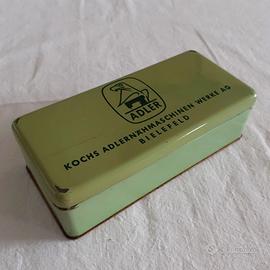 ADLER
KOCHS ADLERNÄHMASCHINEN WERKE AG
BIELEFELD